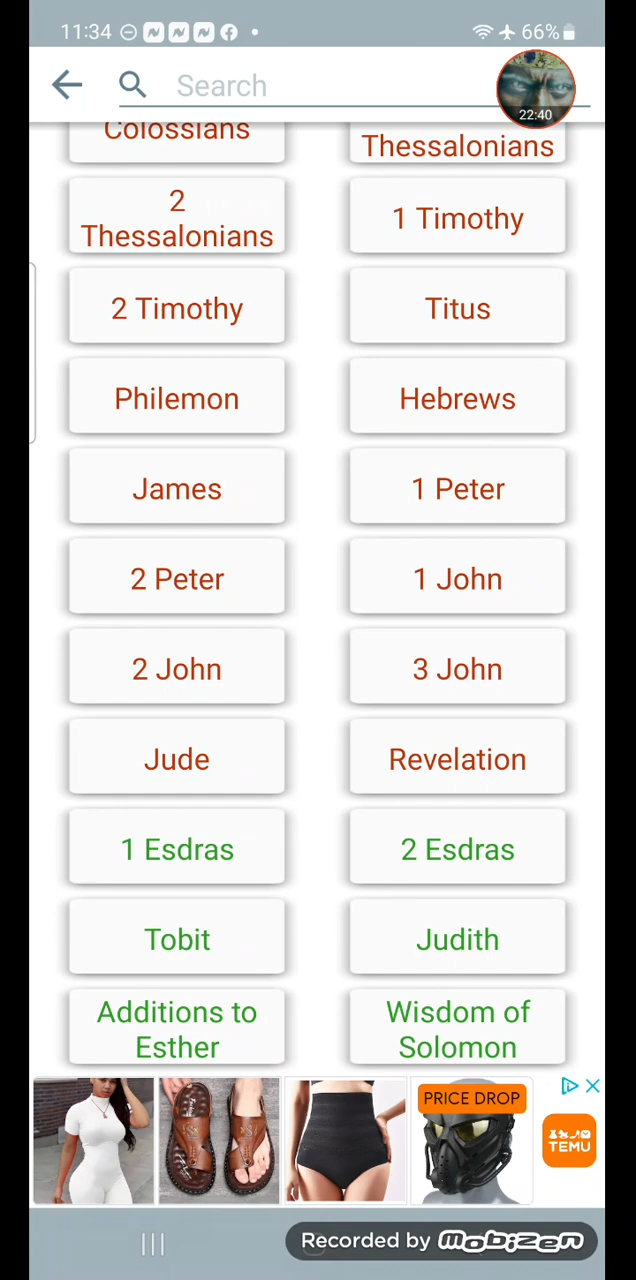 11:34 66%
Search
22:40
Colossians
Thessalonians
2
Thessalonians
1 Timothy
2 Timothy
Titus
Philemon
Hebrews
James
1 Peter
2 Peter
1 John
2 John
3 John
Jude
Revelation
1 Esdras
2 Esdras
Tobit
Judith
Additions to
Esther
Wisdom of
Solomon
PRICE DROP
TEMU
Recorded by mobizen